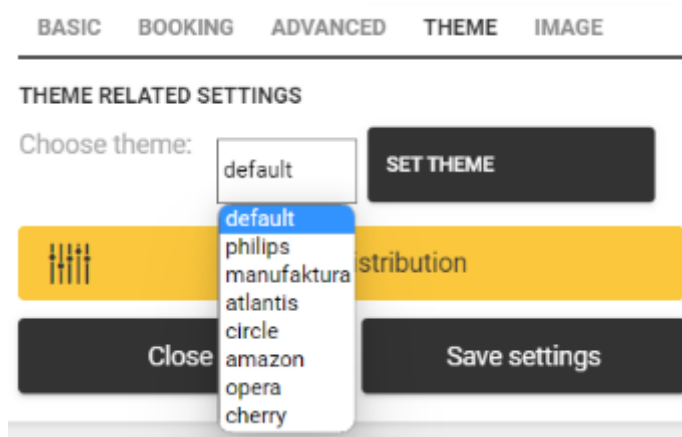 BASIC BOOKING ADVANCED THEME IMAGE
THEME RELATED SETTINGS
Choose theme: default SET THEME
default
philips
manufaktura stribution
atlantis
circle
Close amazon Save settings
opera
cherry